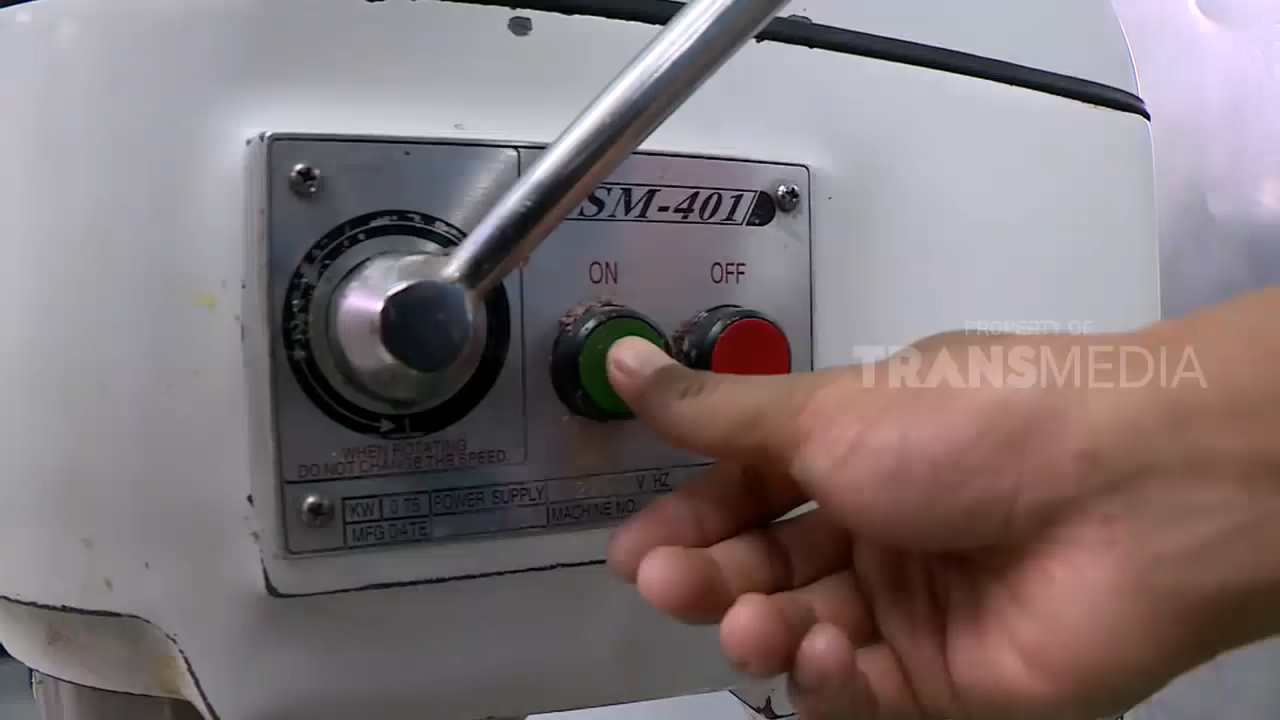 SM-401
ON
OFF
PROPERTY OF
TRANSMEDIA
WHEN ROTATING
DO NOT CHANGE THE SPEED
KW 0.75 POWER SUPPLY V HZ
MFG DATE MACHINE NO.